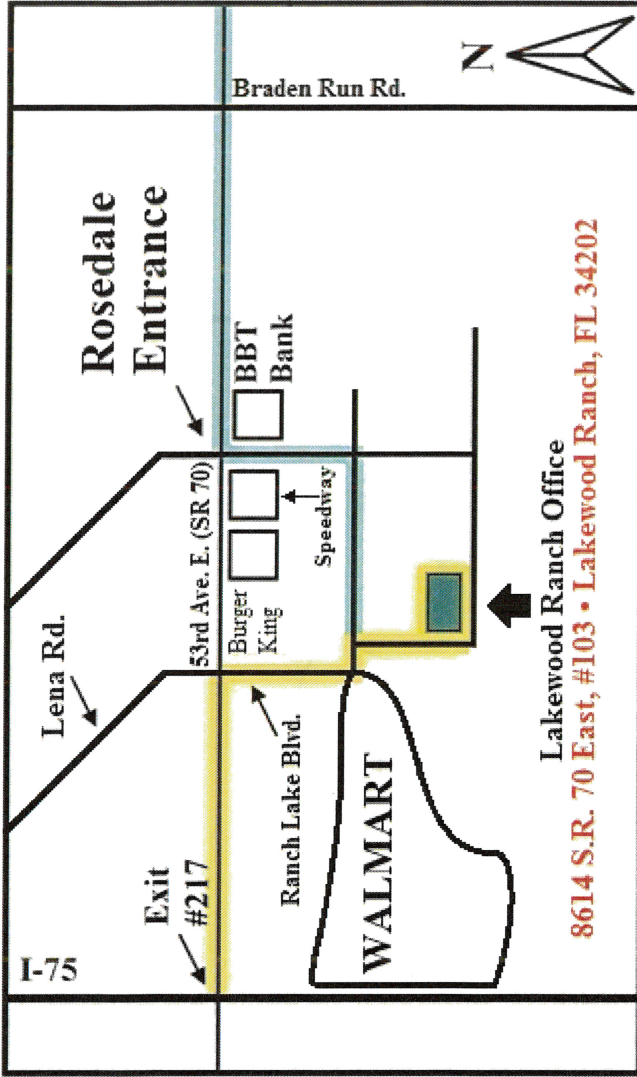 N
Braden Run Rd.
Rosedale
Entrance
BBT
Bank
53rd Ave. E. (SR 70)
Speedway
Burger
King
Lena Rd.
Ranch Lake Blvd.
Exit
#217
I-75
WALMART
Lakewood Ranch Office
8614 S.R. 70 East, #103 • Lakewood Ranch, FL 34202